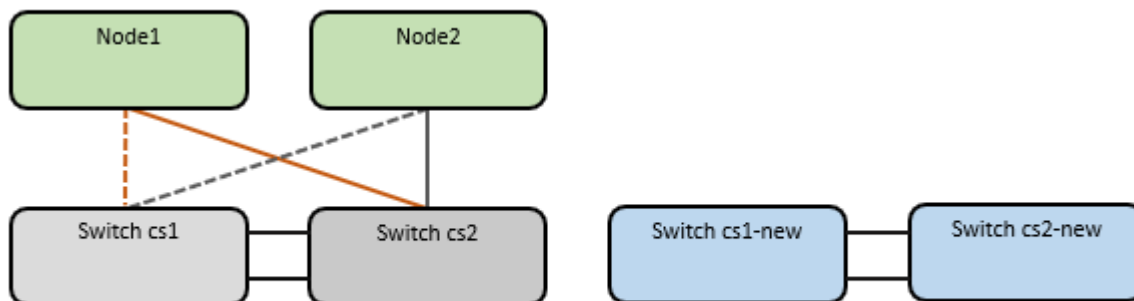 Node1
Node2
Switch cs1
Switch cs2
Switch cs1-new
Switch cs2-new